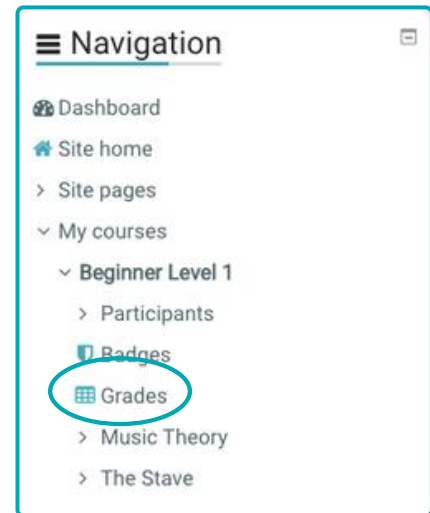 Navigation
Dashboard
Site home
Site pages
My courses
Beginner Level 1
Participants
Badges
Grades
Music Theory
The Stave